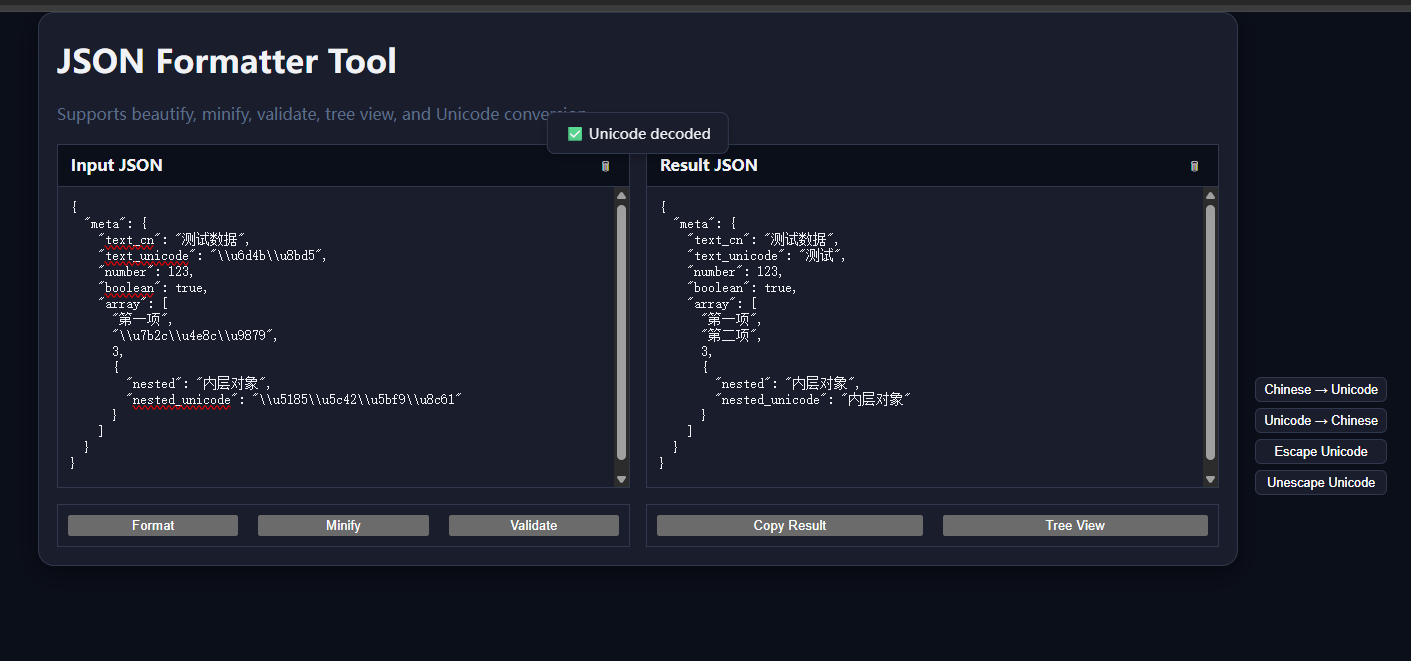 JSON Formatter Tool
Supports beautify, minify, validate, tree view, and Unicode conversion
✅ Unicode decoded
Input JSON
{
  "meta": {
    "text_cn": "测试数据",
    "text_unicode": "\\u6d4b\\u8bd5",
    "number": 123,
    "boolean": true,
    "array": [
      "第一项",
      "\\u7b2c\\u4e8c\\u9879",
      3,
      {
        "nested": "内层对象",
        "nested_unicode": "\\u5185\\u5c42\\u5bf9\\u8c61"
      }
    ]
  }
}
Format
Minify
Validate
Result JSON
{
  "meta": {
    "text_cn": "测试数据",
    "text_unicode": "测试",
    "number": 123,
    "boolean": true,
    "array": [
      "第一项",
      "第二项",
      3,
      {
        "nested": "内层对象",
        "nested_unicode": "内层对象"
      }
    ]
  }
}
Copy Result
Tree View
Chinese → Unicode
Unicode → Chinese
Escape Unicode
Unescape Unicode